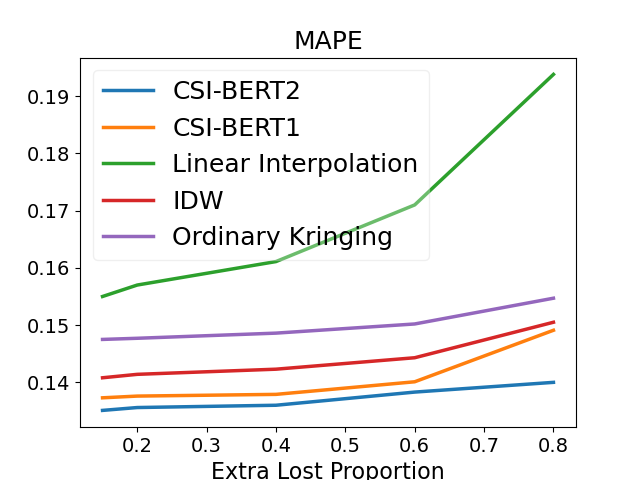 MAPE
CSI-BERT2
CSI-BERT1
Linear Interpolation
IDW
Ordinary Kringing
0.19
0.18
0.17
0.16
0.15
0.14
0.2 0.3 0.4 0.5 0.6 0.7 0.8
Extra Lost Proportion